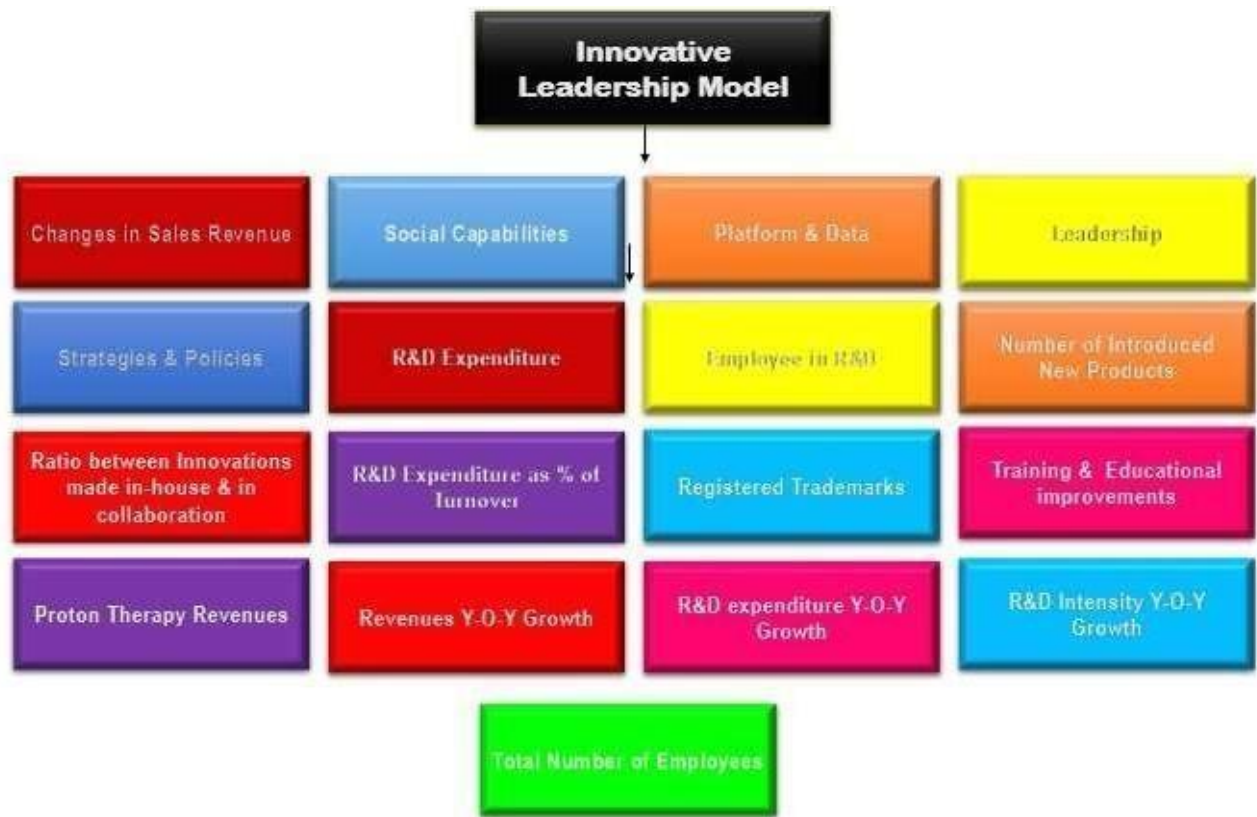 Innovative
Leadership Model
Changes in Sales Revenue
Social Capabilities
Platform & Data
Leadership
Strategies & Policies
R&D Expenditure
Employee in R&D
Number of Introduced
New Products
Ratio between Innovations
made in-house & in
collaboration
R&D Expenditure as % of
Turnover
Registered Trademarks
Training & Educational
improvements
Proton Therapy Revenues
Revenues Y-O-Y Growth
R&D expenditure Y-O-Y
Growth
R&D Intensity Y-O-Y
Growth
Total Number of Employees